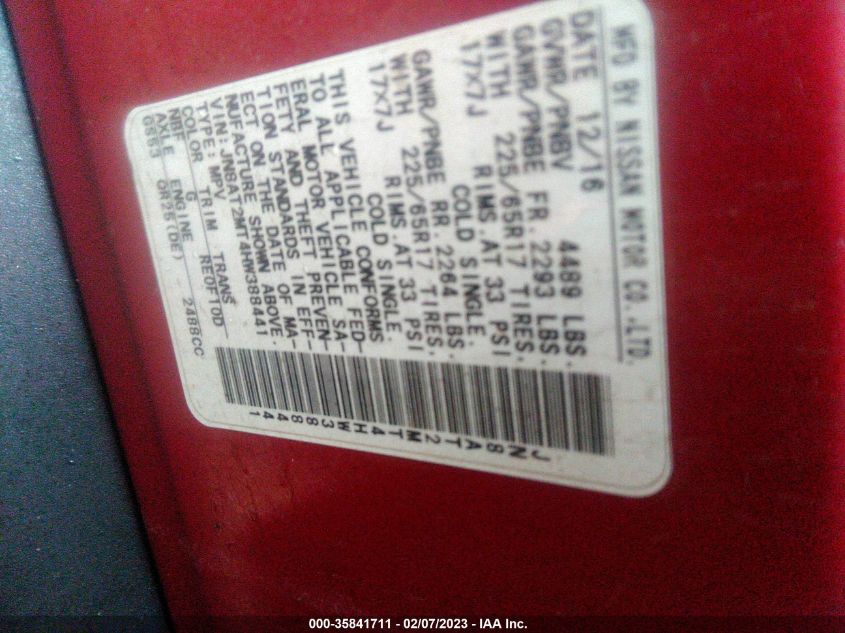 MFD BY NISSAN MOTOR CO.,LTD.
DATE 12/16
GVWR/PNBV 4489 LBS.
GAWR/PNBE FR. 2293 LBS.
WITH 225/65R17 TIRES.
17X7J RIMS.AT 33 PSI
COLD SINGLE.
GAWR/PNBE RR. 2264 LBS.
WITH 225/65R17 TIRES.
17X7J RIMS.AT 33 PSI
COLD SINGLE.
THIS VEHICLE CONFORMS
TO ALL APPLICABLE FED-
ERAL MOTOR VEHICLE SA-
FETY AND THEFT PREVEN-
TION STANDARDS IN EFF-
ECT ON THE DATE OF MA-
NUFACTURE SHOWN ABOVE.
VIN:JN8AT2MT4HW388441
TYPE:MPV
COLOR TRIM TRANS
NBF G RE0F10D
AXLE ENGINE
GS53 QR25(DE) 2488CC
JN8AT2MT4HW388441
000-35841711 - 02/07/2023 - IAA Inc.